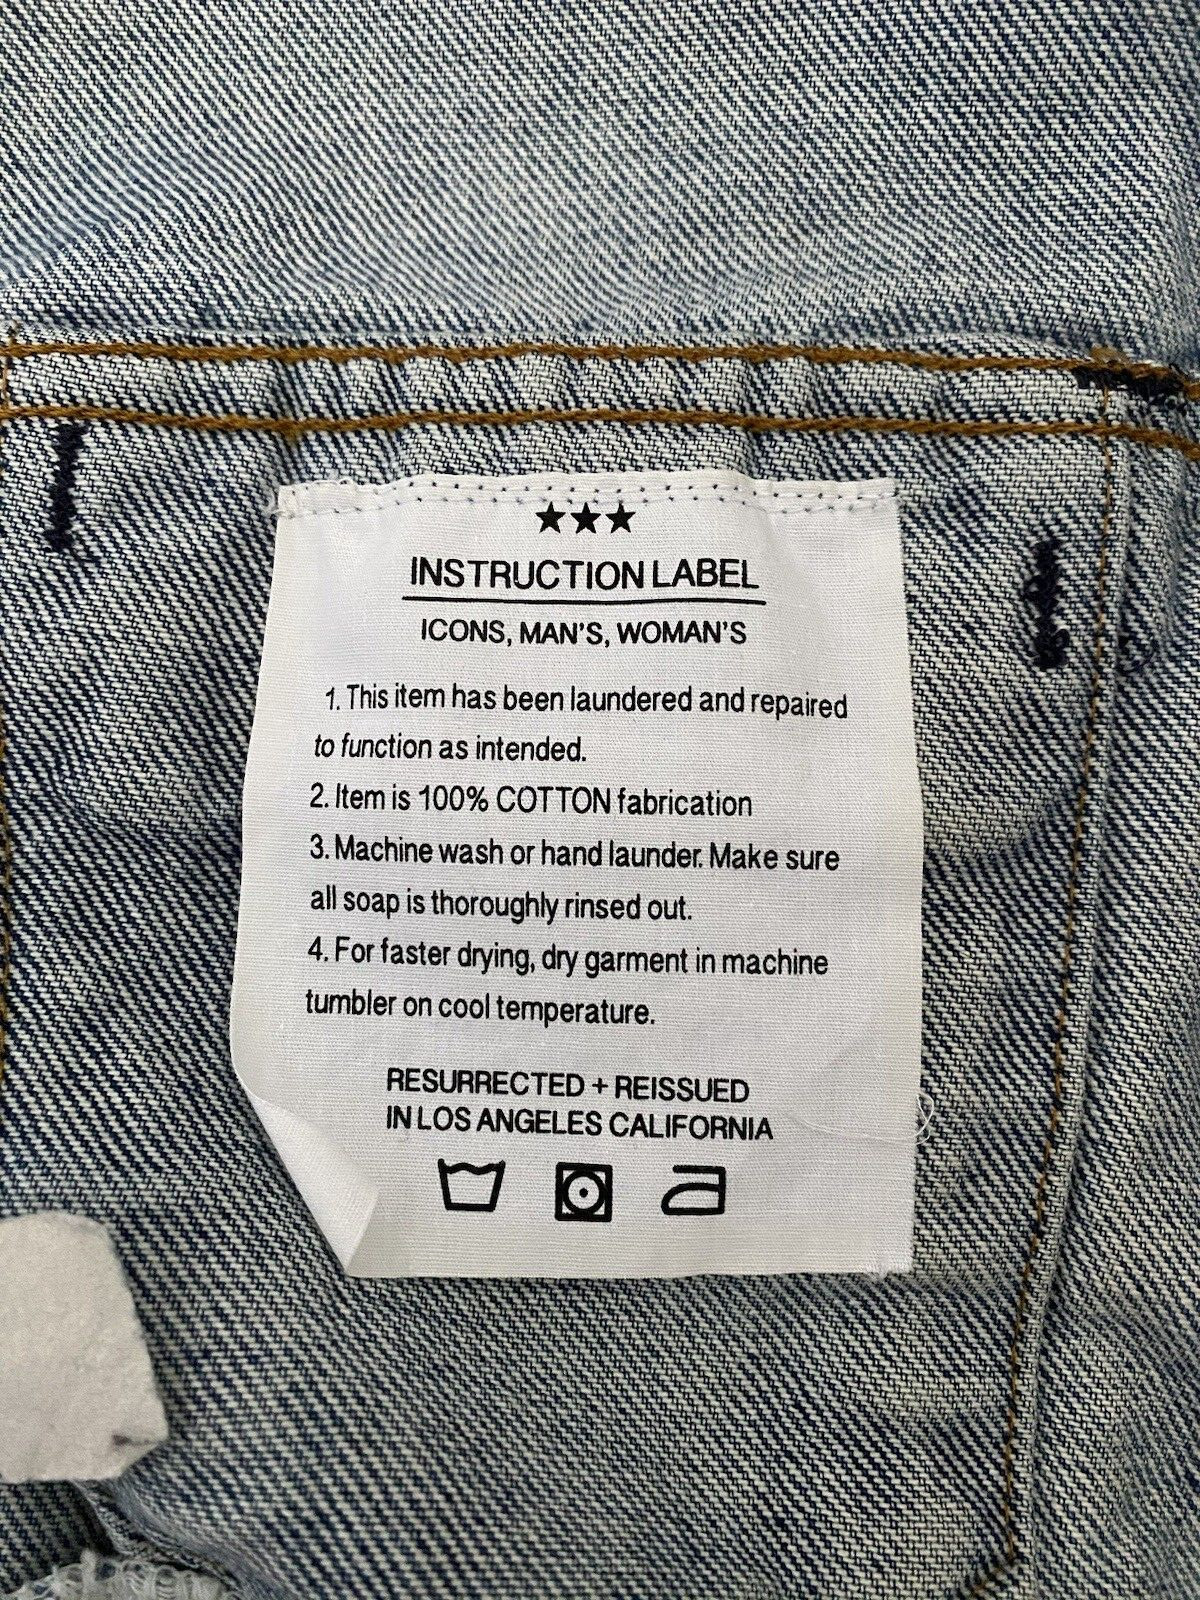 ★★★
INSTRUCTION LABEL
ICONS, MAN'S, WOMAN'S
1. This item has been laundered and repaired
to function as intended.
2. Item is 100% COTTON fabrication
3. Machine wash or hand launder. Make sure
all soap is thoroughly rinsed out.
4. For faster drying, dry garment in machine
tumbler on cool temperature.
RESURRECTED + REISSUED
IN LOS ANGELES CALIFORNIA